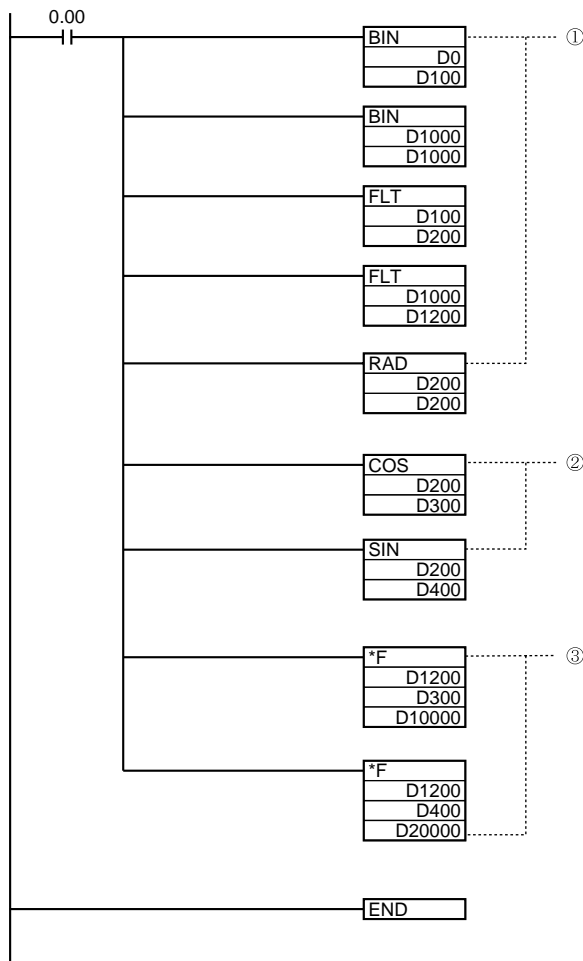 0.00
BIN
D0
D100
①
BIN
D1000
D1000
FLT
D100
D200
FLT
D1000
D1200
RAD
D200
D200
COS
D200
D300
②
SIN
D200
D400
*F
D1200
D300
D10000
③
*F
D1200
D400
D20000
END